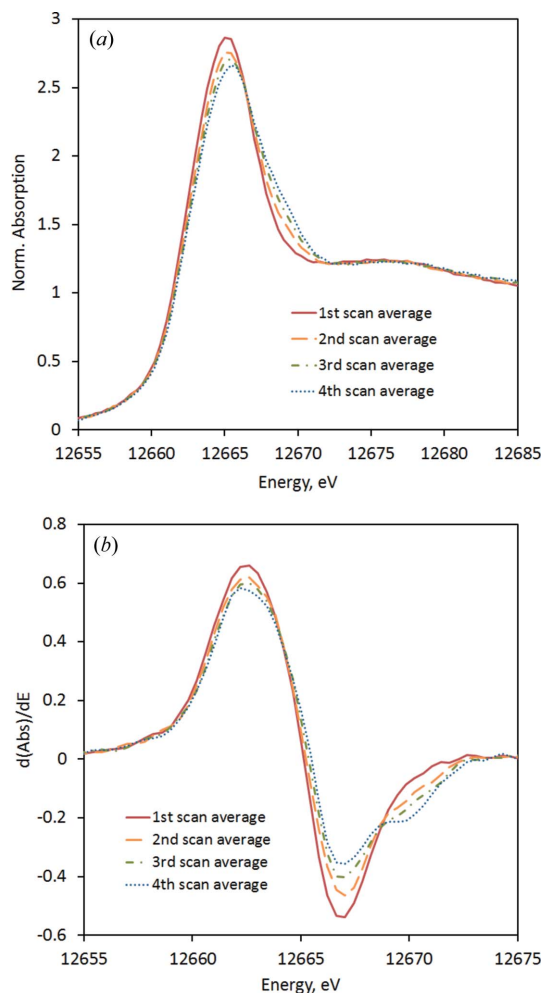 (a)
3
2.5
2
1.5
1
0.5
0
Norm. Absorption
1st scan average
2nd scan average
3rd scan average
4th scan average
12655 12660 12665 12670 12675 12680 12685
Energy, eV
(b)
0.8
0.6
0.4
0.2
0
-0.2
-0.4
-0.6
d(Abs)/dE
1st scan average
2nd scan average
3rd scan average
4th scan average
12655 12660 12665 12670 12675
Energy, eV